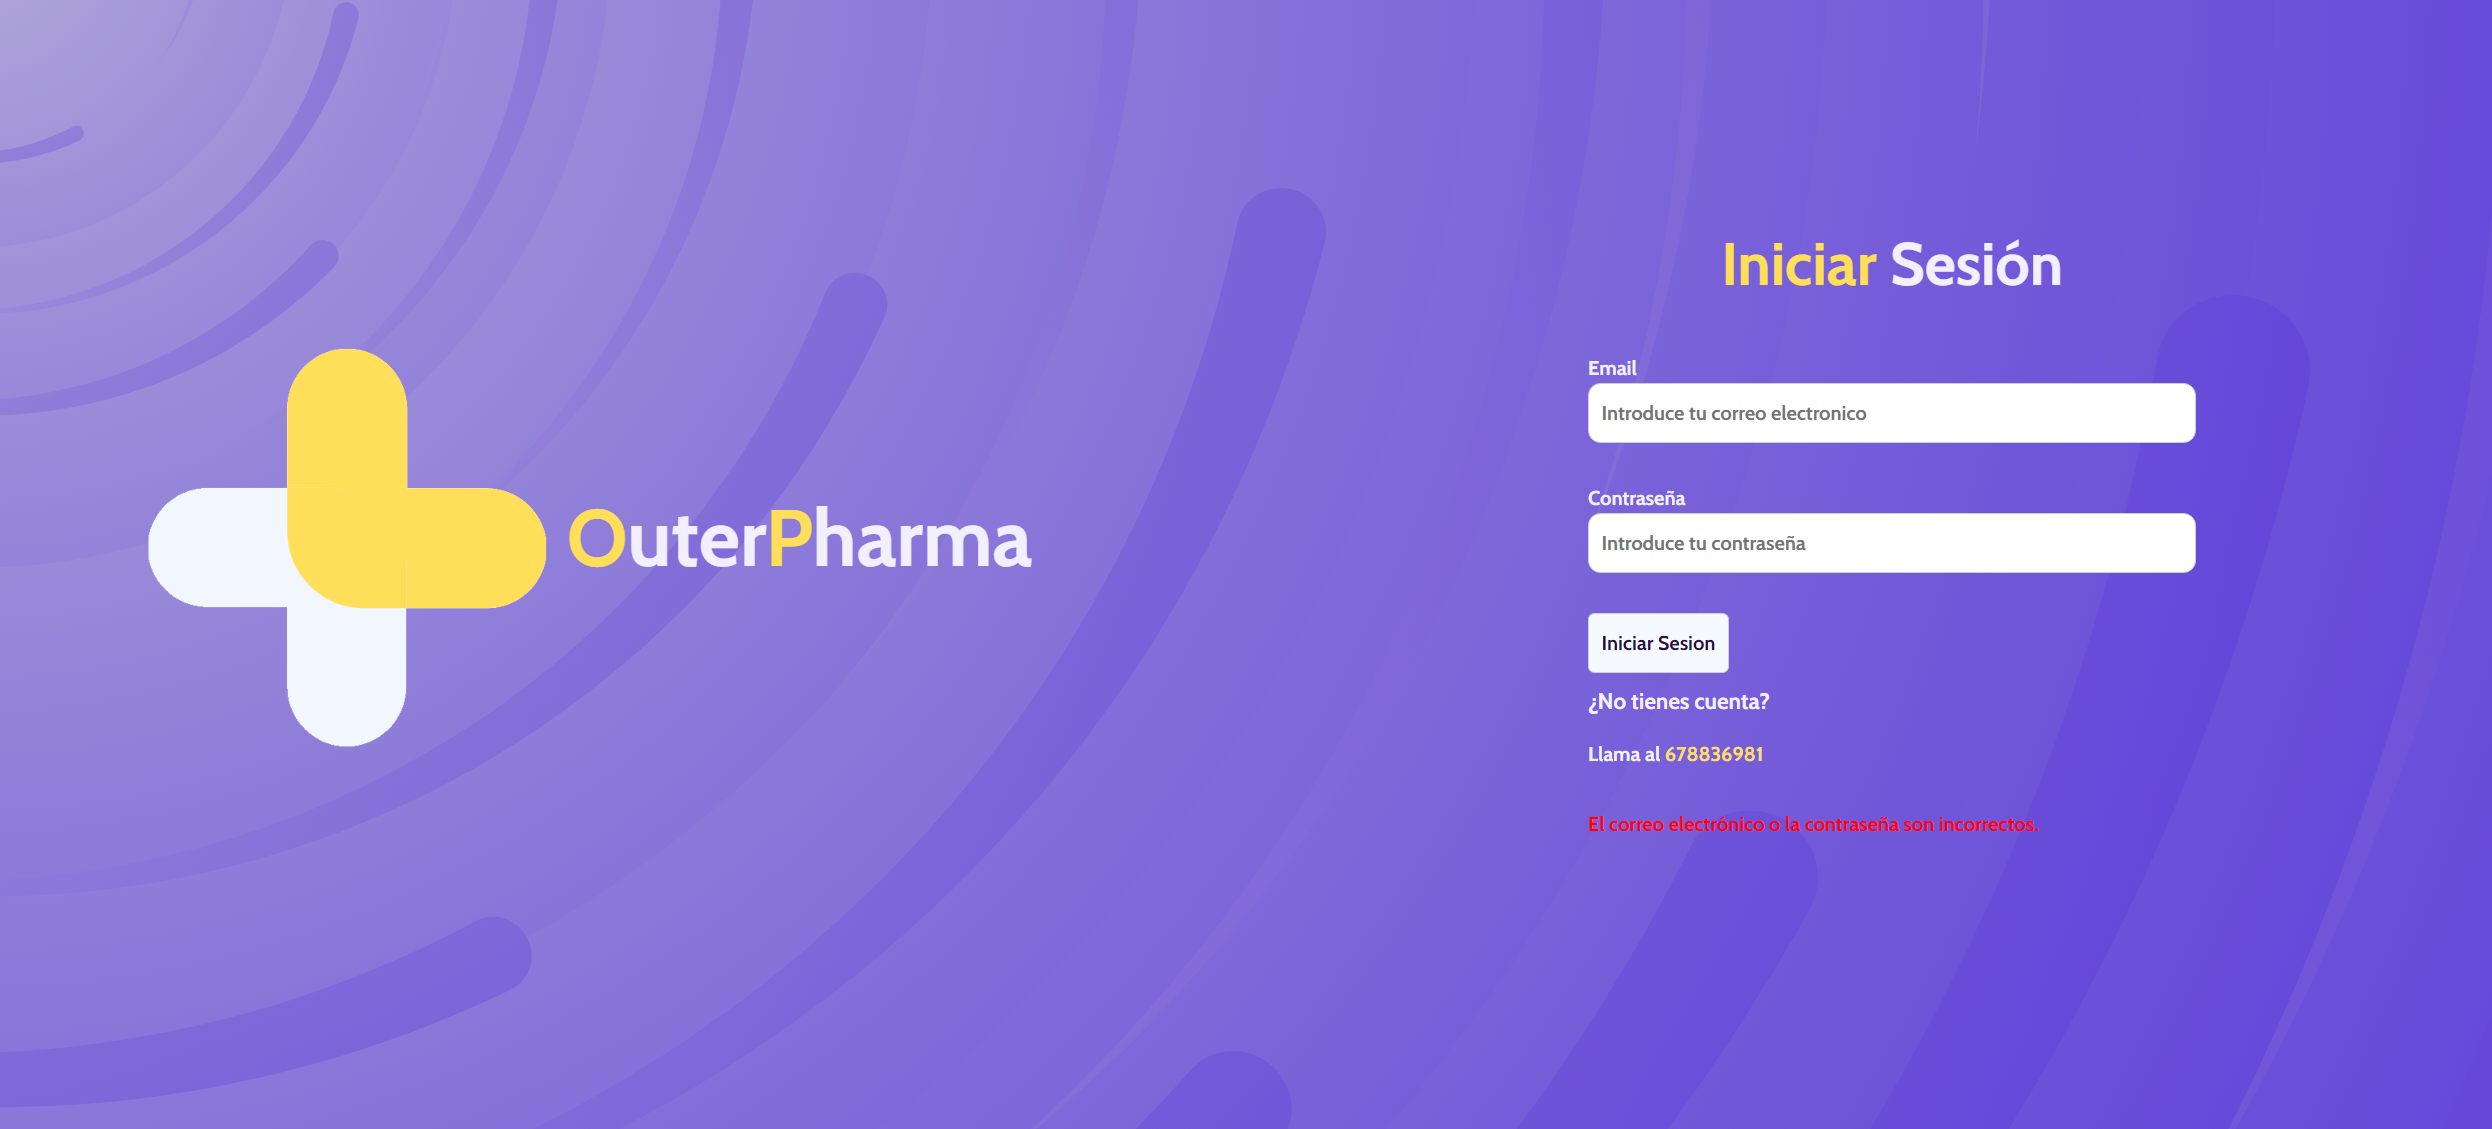 OuterPharma
Iniciar Sesión
Email
Introduce tu correo electronico
Contraseña
Introduce tu contraseña
Iniciar Sesion
¿No tienes cuenta?
Llama al 678836981
El correo electrónico o la contraseña son incorrectos.